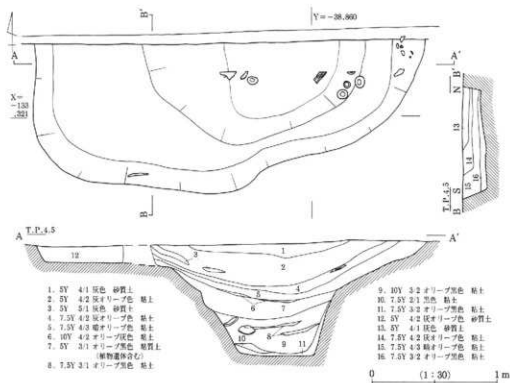 B'
Y=-38.860
A
A'
X=
-133
.321
B
B'
N
13
14
15
16
S
B
T.P.4.5
T.P.4.5
A
A'
12
1
2
3
4
5
6
7
8
9
10
11
1. 5Y 4/1 灰色 砂質土
2. 5Y 4/2 灰オリーブ色 粘土
3. 5Y 5/1 灰色 砂質土
4. 7.5Y 4/2 灰オリーブ色 粘土
5. 7.5Y 4/3 暗オリーブ色 粘土
6. 10Y 4/2 オリーブ灰色 粘土
7. 5Y 3/1 オリーブ黒色 粘質土
(植物遺体含む)
8. 7.5Y 3/1 オリーブ黒色 粘土
9. 10Y 3/2 オリーブ黒色 粘土
10. 7.5Y 2/1 黒色 粘土
11. 7.5Y 3/2 オリーブ黒色 粘土
12. 5Y 4/2 灰オリーブ色 砂質土
13. 5Y 4/1 灰色 砂質土
14. 7.5Y 4/2 灰オリーブ色 粘土
15. 7.5Y 4/3 暗オリーブ色 粘土
16. 7.5Y 3/2 オリーブ黒色 粘土
0 (1:30) 1m